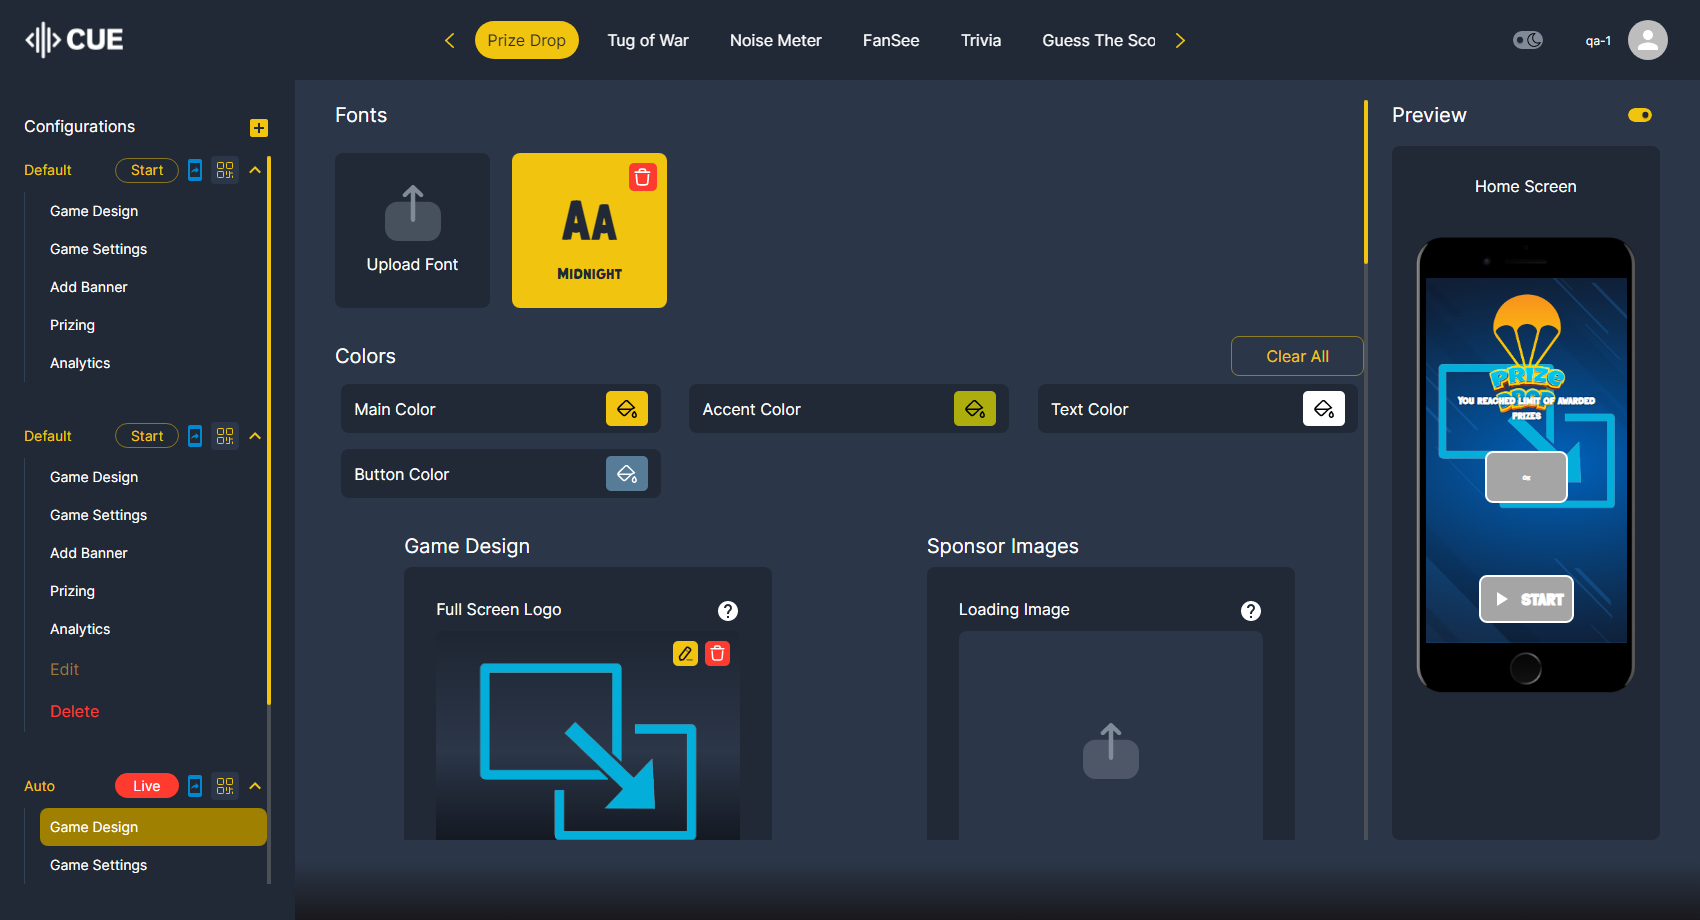 CUE
Prize Drop
Tug of War
Noise Meter
FanSee
Trivia
Guess The Sco
qa-1
Configurations
Default
Start
Game Design
Game Settings
Add Banner
Prizing
Analytics
Default
Start
Game Design
Game Settings
Add Banner
Prizing
Analytics
Edit
Delete
Auto
Live
Game Design
Game Settings
Fonts
Upload Font
AA
MIDNIGHT
Colors
Clear All
Main Color
Accent Color
Text Color
Button Color
Game Design
Full Screen Logo
?
Sponsor Images
Loading Image
?
Preview
Home Screen
PRIZE
DROP
YOU REACHED LIMIT OF AWARDED
PRIZES
START